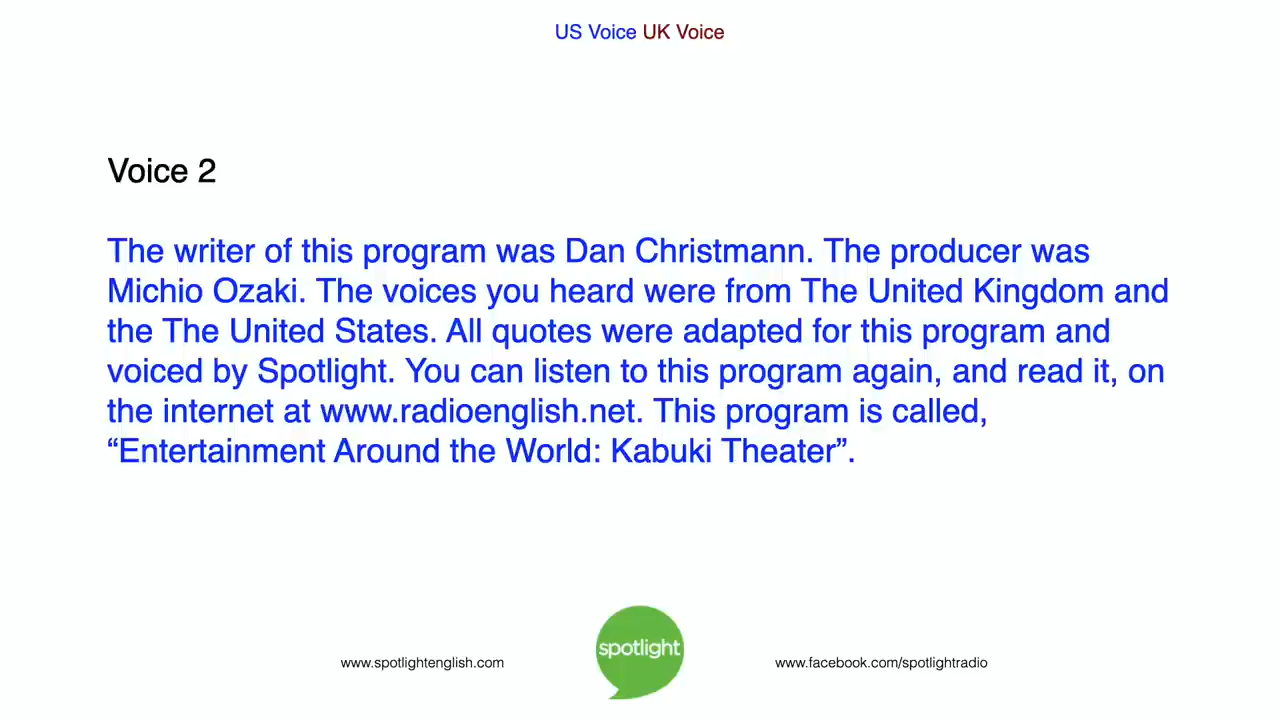 US Voice UK Voice
Voice 2
The writer of this program was Dan Christmann. The producer was
Michio Ozaki. The voices you heard were from The United Kingdom and
the The United States. All quotes were adapted for this program and
voiced by Spotlight. You can listen to this program again, and read it, on
the internet at www.radioenglish.net. This program is called,
“Entertainment Around the World: Kabuki Theater”.
spotlight
www.spotlightenglish.com
www.facebook.com/spotlightradio